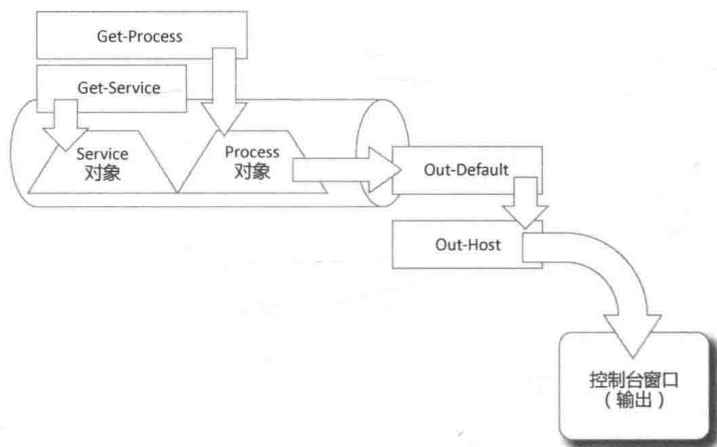 Get-Process
Get-Service
Service
对象
Process
对象
Out-Default
Out-Host
控制台窗口
（输出）